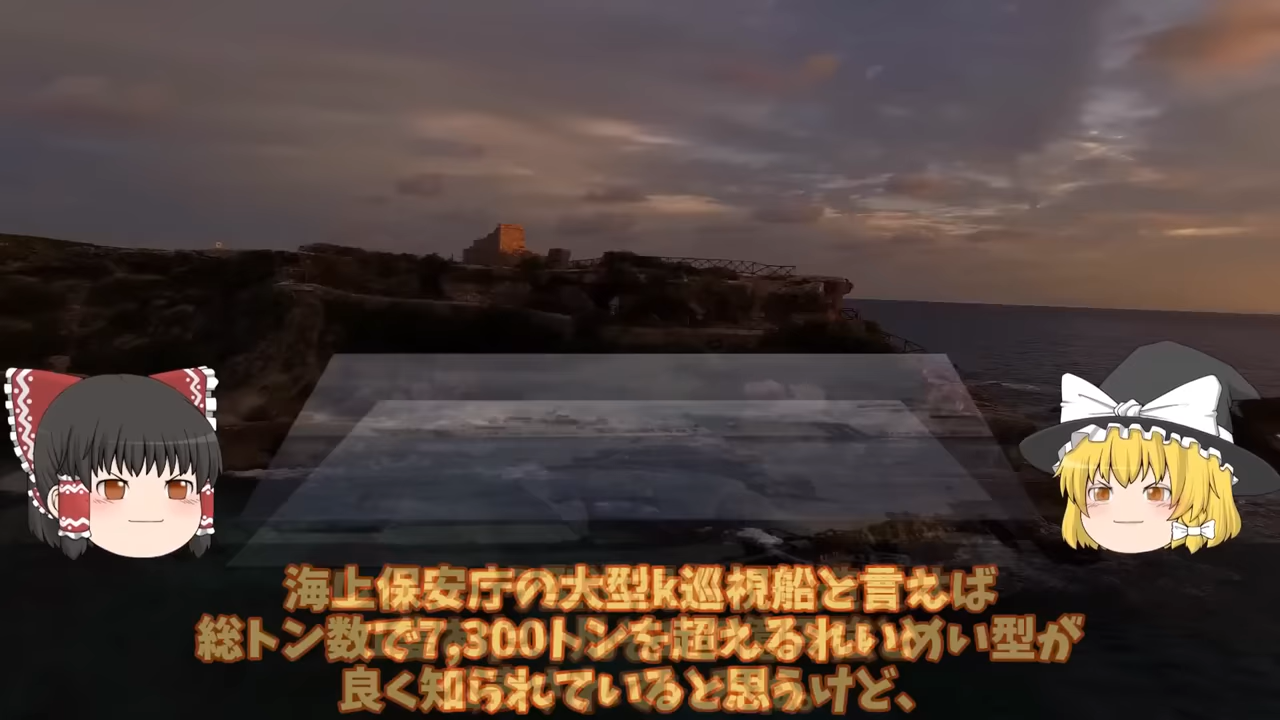 海上保安庁の大型k巡視船と言えば
総トン数で7,300トンを超えるれいめい型が
良く知られていると思うけど、